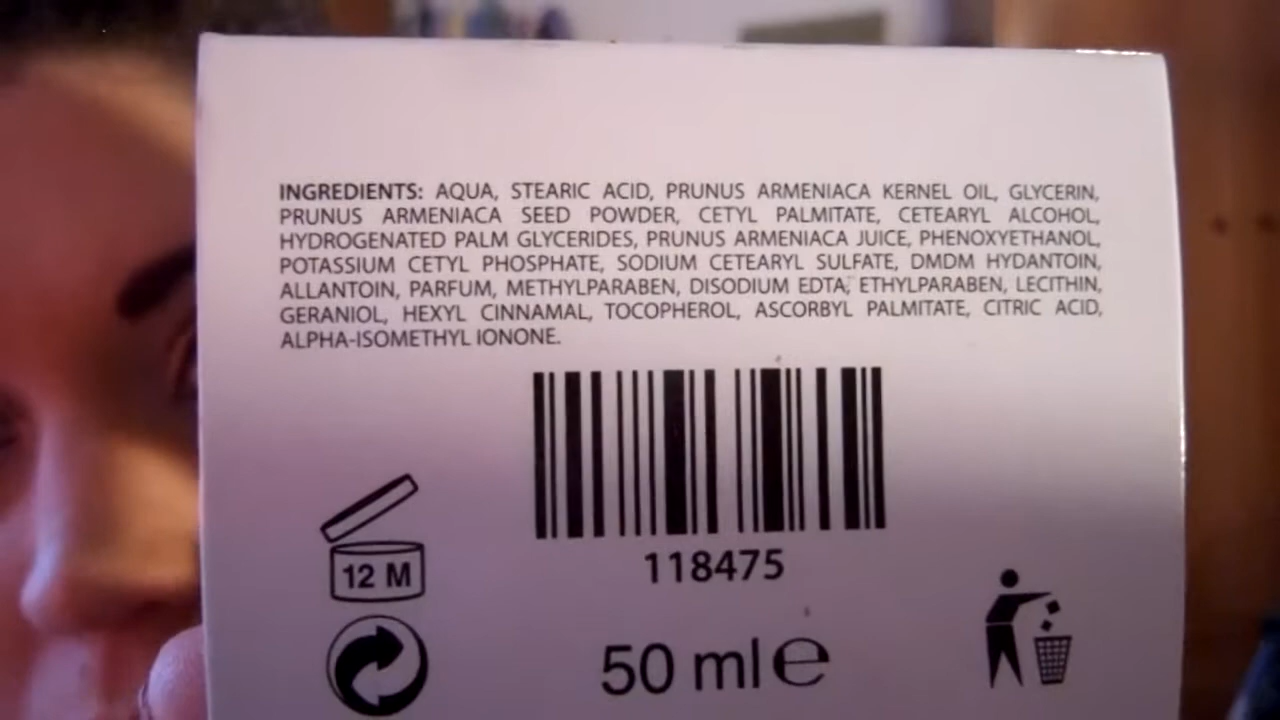 INGREDIENTS: AQUA, STEARIC ACID, PRUNUS ARMENIACA KERNEL OIL, GLYCERIN,
PRUNUS ARMENIACA SEED POWDER, CETYL PALMITATE, CETEARYL ALCOHOL,
HYDROGENATED PALM GLYCERIDES, PRUNUS ARMENIACA JUICE, PHENOXYETHANOL,
POTASSIUM CETYL PHOSPHATE, SODIUM CETEARYL SULFATE, DMDM HYDANTOIN,
ALLANTOIN, PARFUM, METHYLPARABEN, DISODIUM EDTA, ETHYLPARABEN, LECITHIN,
GERANIOL, HEXYL CINNAMAL, TOCOPHEROL, ASCORBYL PALMITATE, CITRIC ACID,
ALPHA-ISOMETHYL IONONE.
118475
12 M
50 ml e